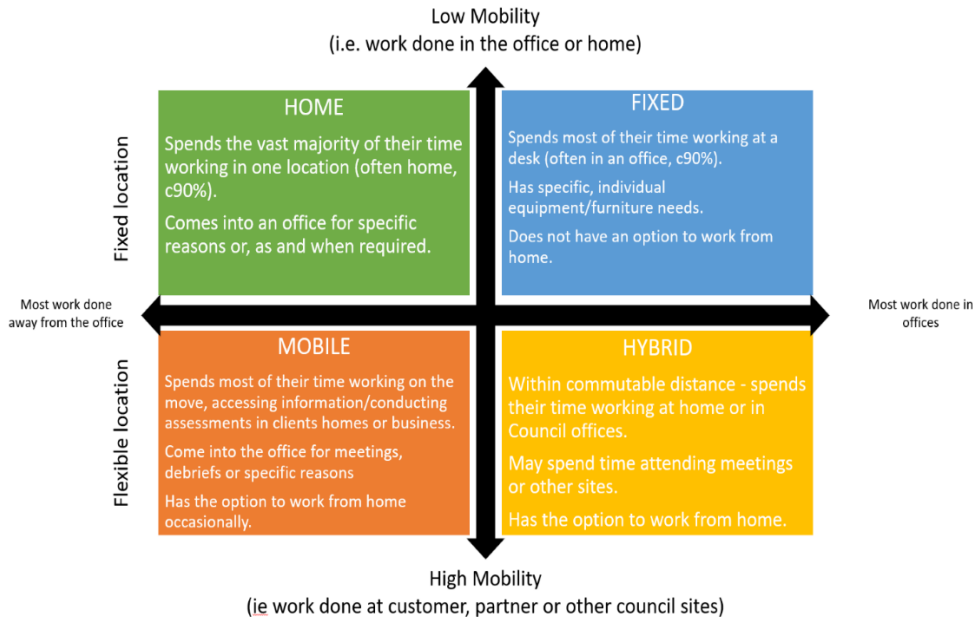 Low Mobility
(i.e. work done in the office or home)
HOME
Spends the vast majority of their time
working in one location (often home,
c90%).
Comes into an office for specific
reasons or, as and when required.
FIXED
Spends most of their time working at a
desk (often in an office, c90%).
Has specific, individual
equipment/furniture needs.
Does not have an option to work from
home.
Fixed location
Most work done
away from the office
Most work done in
offices
MOBILE
Spends most of their time working on the
move, accessing information/conducting
assessments in clients homes or business.
Come into the office for meetings,
debriefs or specific reasons
Has the option to work from home
occasionally.
HYBRID
Within commutable distance - spends
their time working at home or in
Council offices.
May spend time attending meetings
or other sites.
Has the option to work from home.
Flexible location
High Mobility
(ie work done at customer, partner or other council sites)